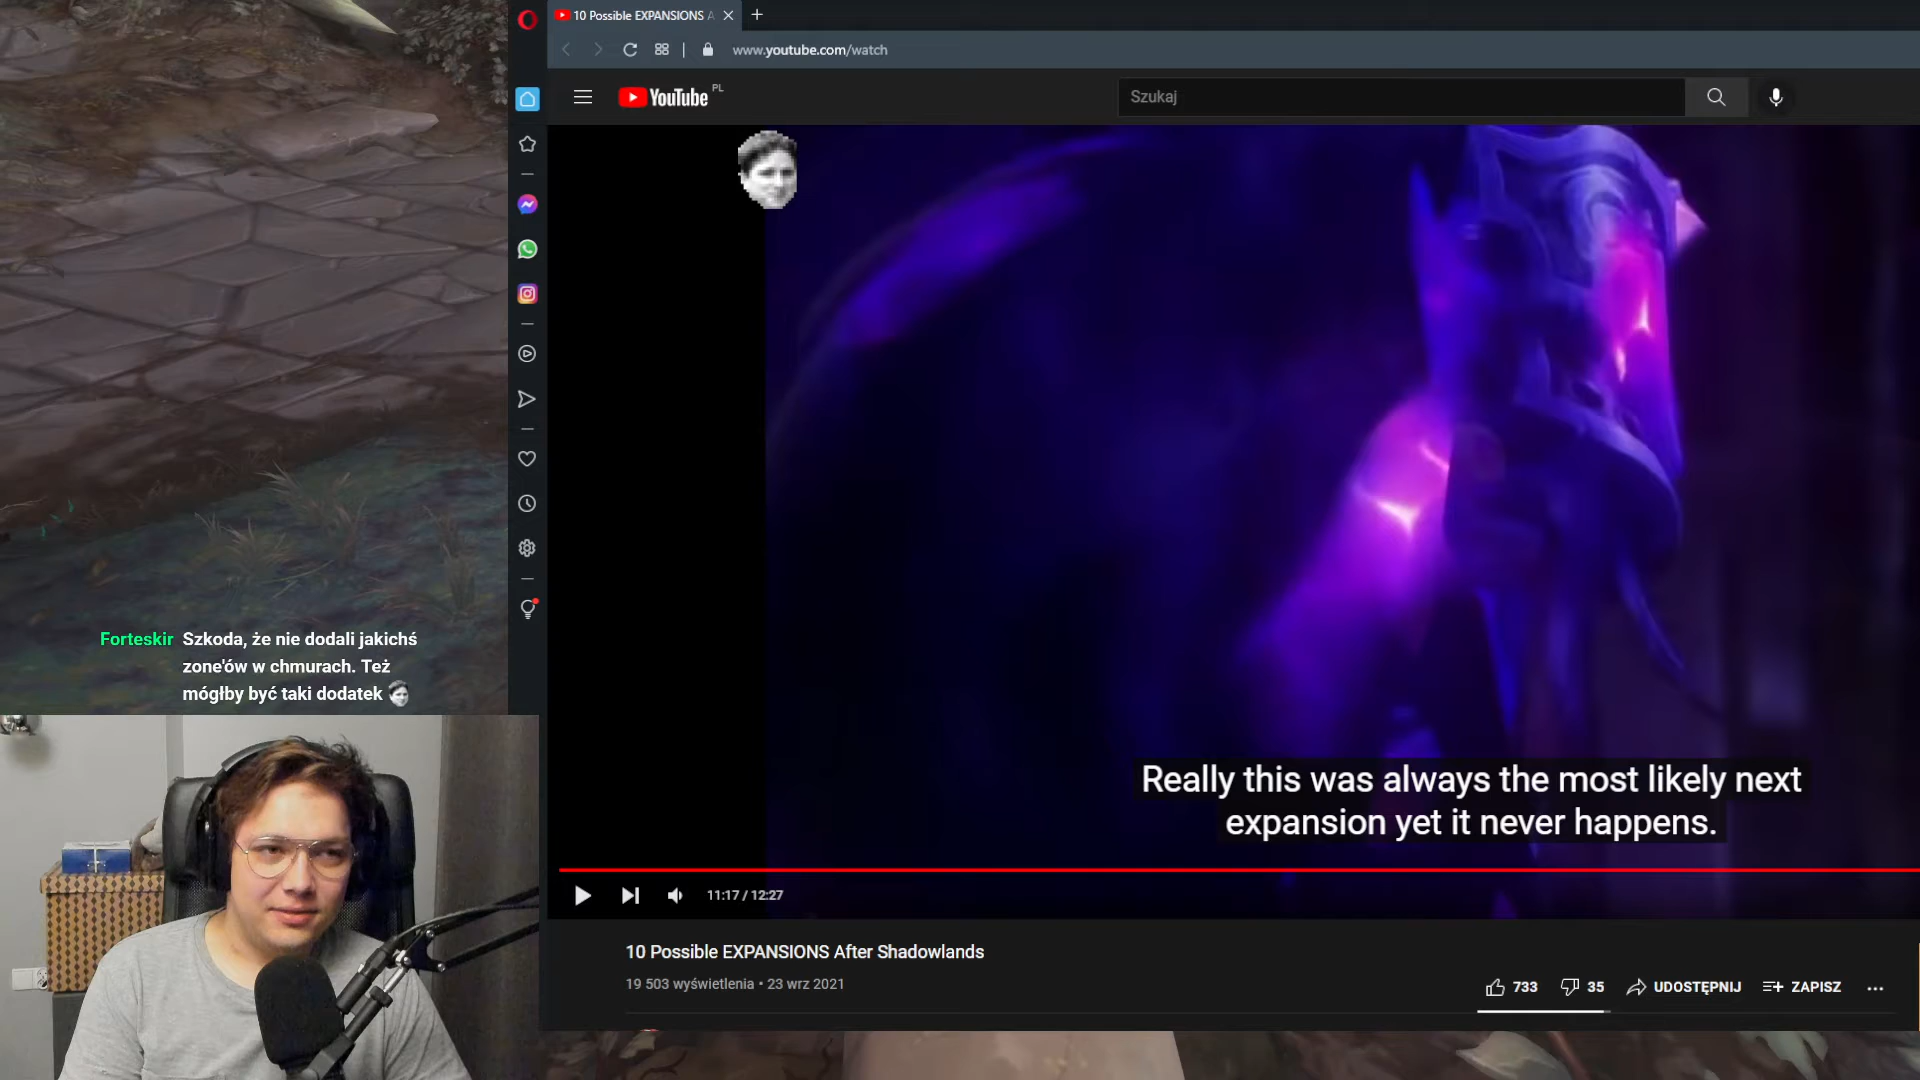 10 Possible EXPANSIONS A
www.youtube.com/watch
YouTube PL
Szukaj
Forteskir Szkoda, że nie dodali jakichś
zone'ów w chmurach. Też
mógłby być taki dodatek
Really this was always the most likely next
expansion yet it never happens.
11:17 / 12:27
10 Possible EXPANSIONS After Shadowlands
19 503 wyświetlenia • 23 wrz 2021
733 35 UDOSTĘPNIJ ZAPISZ